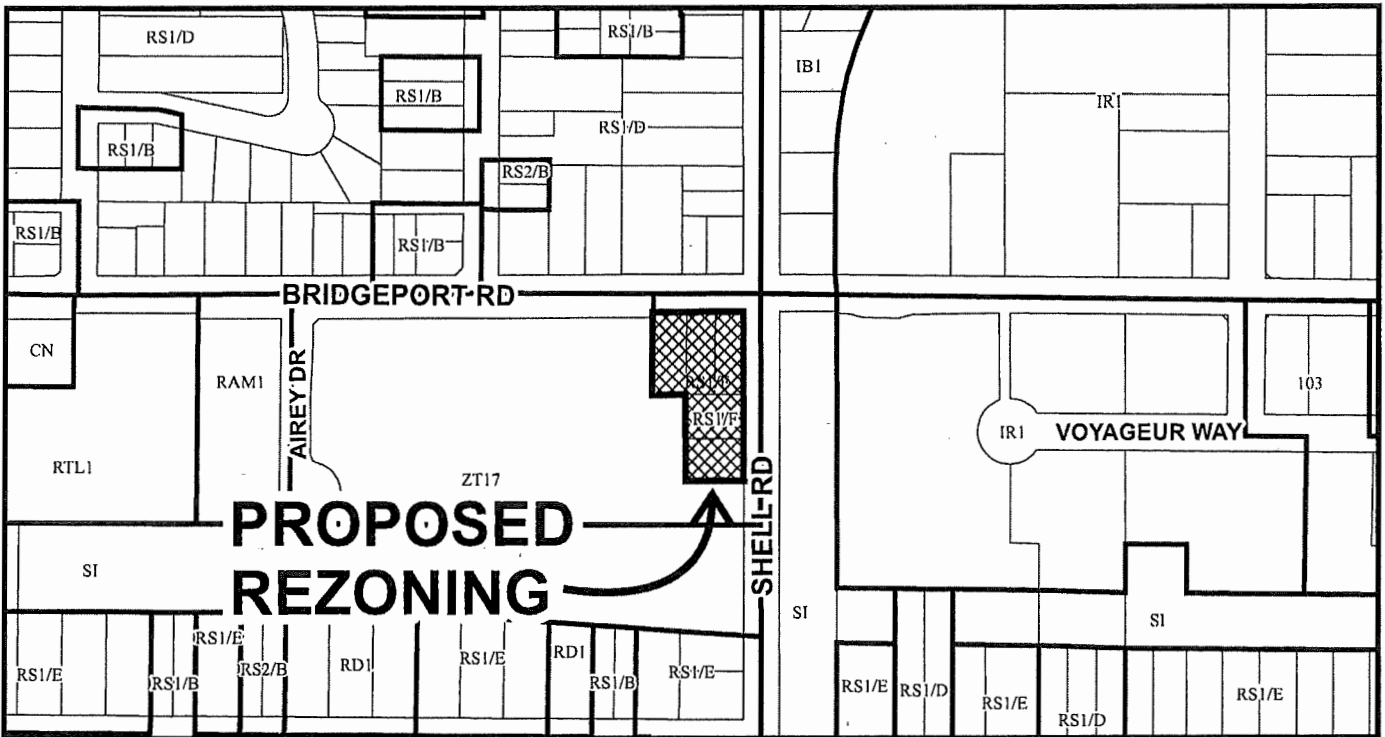 RS1/D
RS1/B
IB1
RS1/B
IR1
RS1/D
RS1/B
RS2/B
RS1/B
RS1/B
BRIDGEPORT RD
CN
RAM1
AIREY DR
103
RS1/F
IR1
VOYAGEUR WAY
RTL1
ZT17
PROPOSED
REZONING
SHELL RD
SI
SI
SI
RS1/E
RS1/B
RS1/E
RS2/B
RD1
RS1/E
RD1
RS1/B
RS1/E
RS1/E
RS1/D
RS1/E
RS1/D
RS1/E